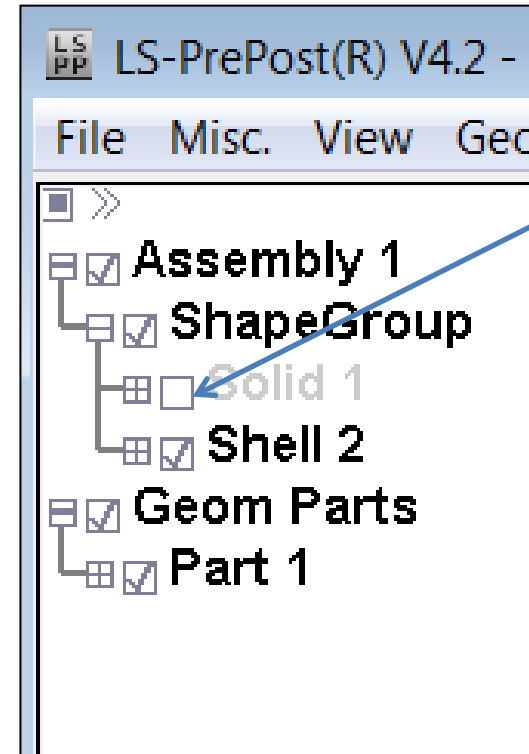 LS PP LS-PrePost(R) V4.2 -
File Misc. View Geo
Assembly 1
ShapeGroup
Solid 1
Shell 2
Geom Parts
Part 1